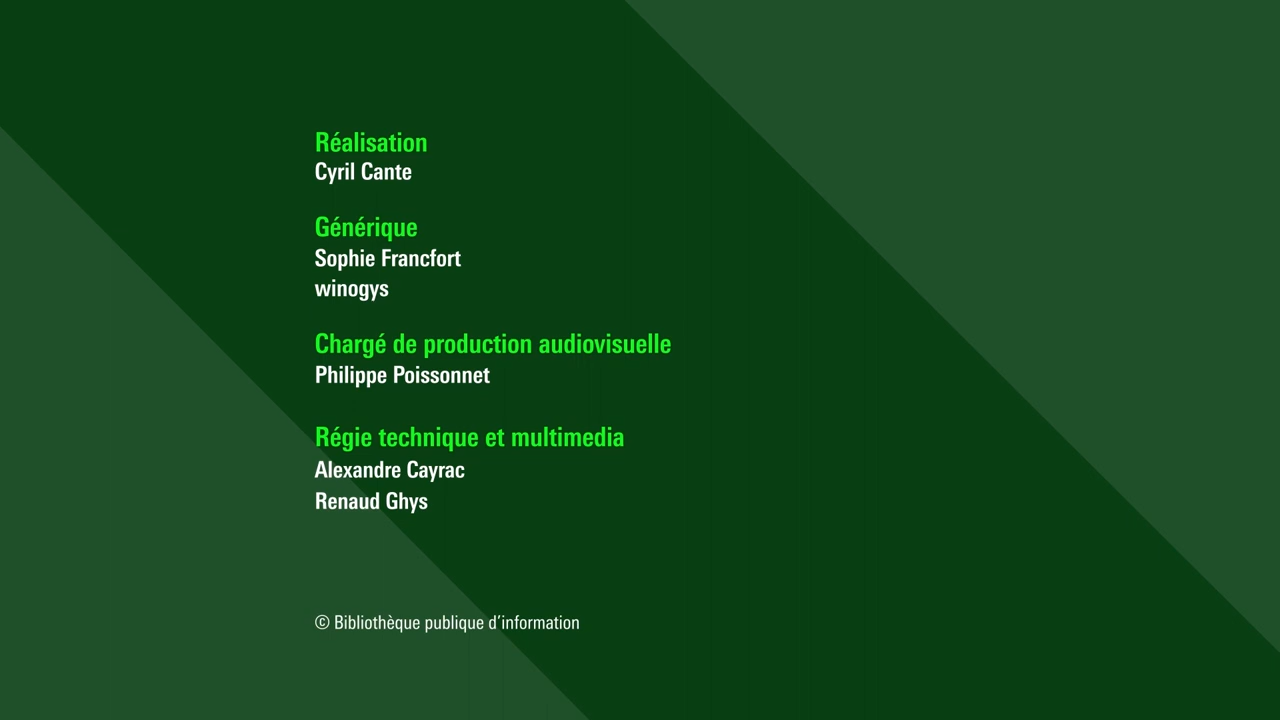 Réalisation
Cyril Cante
Générique
Sophie Francfort
winogys
Chargé de production audiovisuelle
Philippe Poissonnet
Régie technique et multimedia
Alexandre Cayrac
Renaud Ghys
© Bibliothèque publique d’information